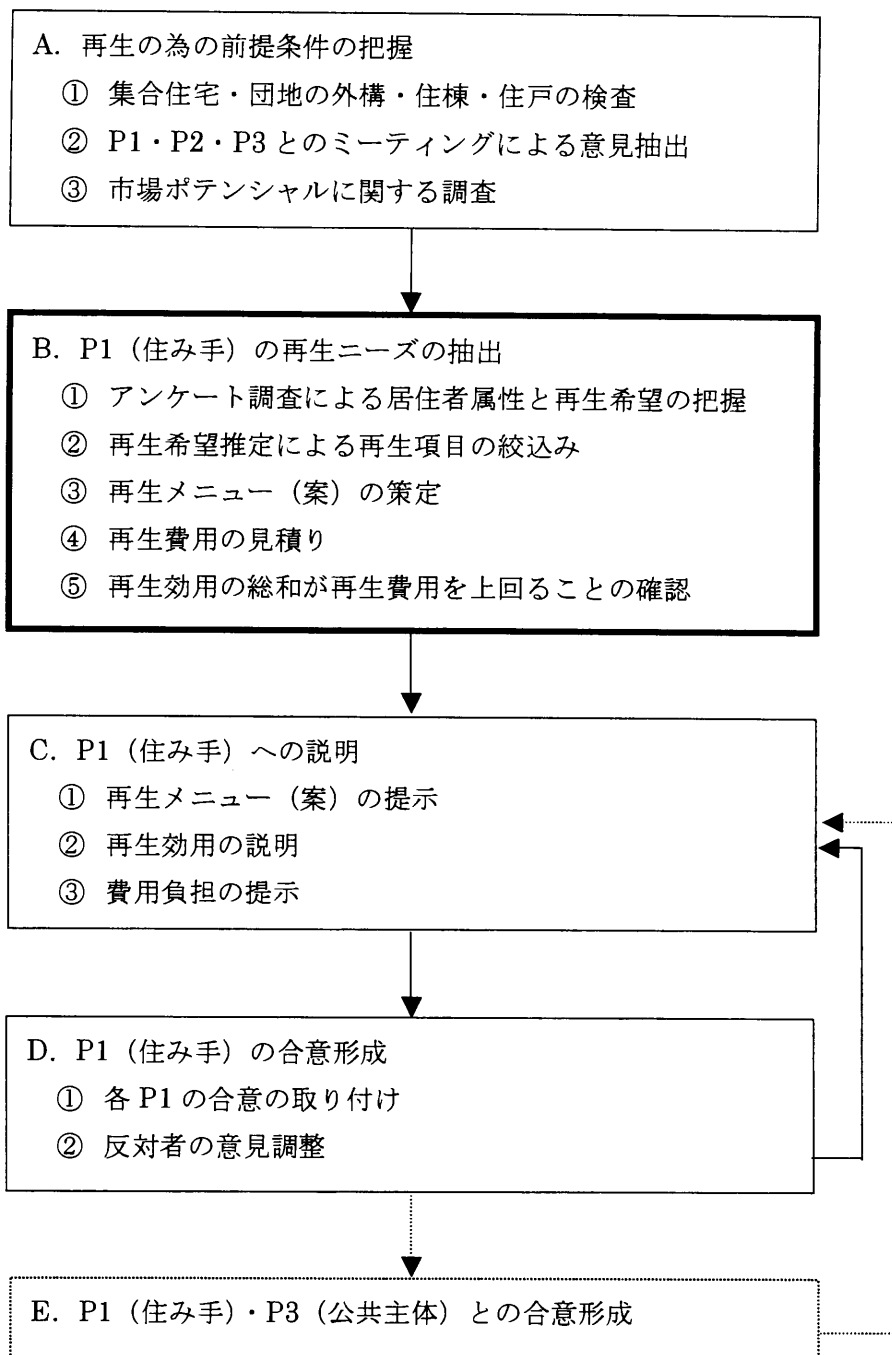 A. 再生の為の前提条件の把握
① 集合住宅・団地の外構・住棟・住戸の検査
② P1・P2・P3とのミーティングによる意見抽出
③ 市場ポテンシャルに関する調査
B. P1（住み手）の再生ニーズの抽出
① アンケート調査による居住者属性と再生希望の把握
② 再生希望推定による再生項目の絞込み
③ 再生メニュー（案）の策定
④ 再生費用の見積り
⑤ 再生効用の総和が再生費用を上回ることの確認
C. P1（住み手）への説明
① 再生メニュー（案）の提示
② 再生効用の説明
③ 費用負担の提示
D. P1（住み手）の合意形成
① 各P1の合意の取り付け
② 反対者の意見調整
E. P1（住み手）・P3（公共主体）との合意形成